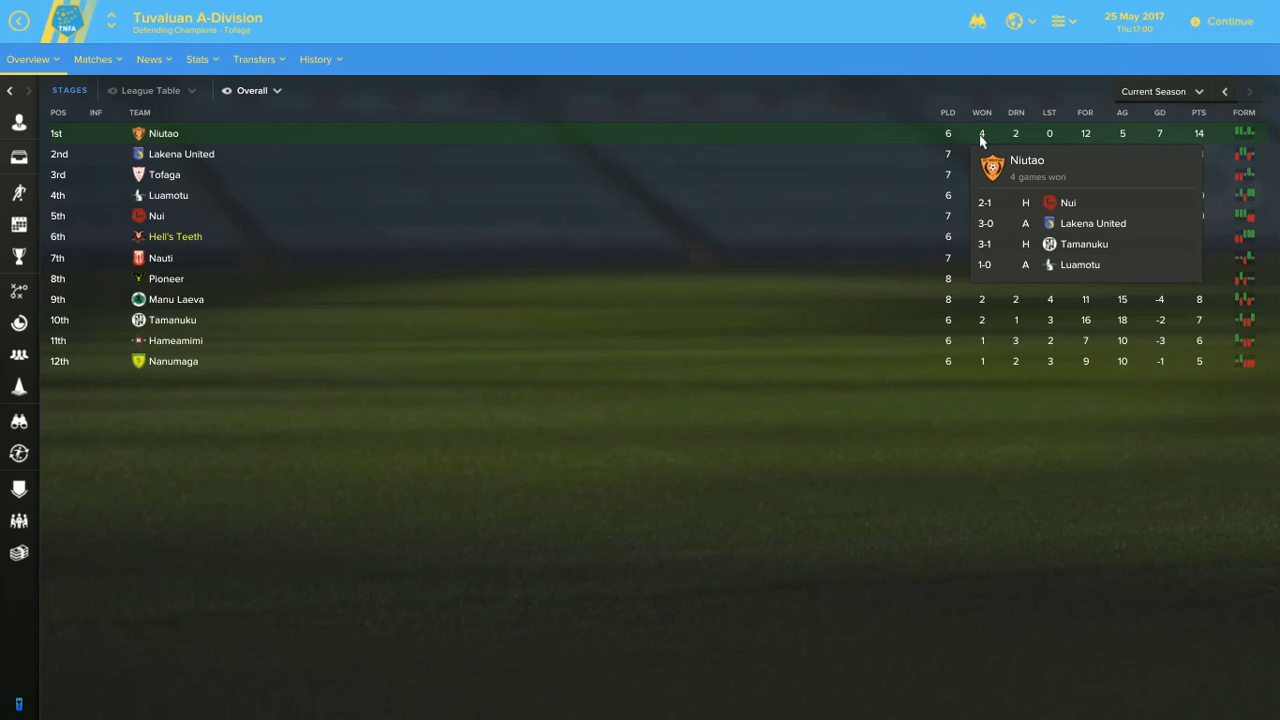 TNFA
Tuvaluan A-Division
Defending Champions - Tofaga
25 May 2017
Thu 17:00
Continue
Overview Matches News Stats Transfers History
STAGES League Table Overall Current Season
POS INF TEAM PLD WON DRN LST FOR AG GD PTS FORM
1st Niutao 6 4 2 0 12 5 7 14
2nd Lakena United 7
3rd Tofaga 7
4th Luamotu 6
5th Nui 7
6th Hell's Teeth 6
7th Nauti 7
8th Pioneer 8
9th Manu Laeva 8 2 2 4 11 15 -4 8
10th Tamanuku 6 2 1 3 16 18 -2 7
11th Hameamimi 6 1 3 2 7 10 -3 6
12th Nanumaga 6 1 2 3 9 10 -1 5
Niutao
4 games won
2-1 H Nui
3-0 A Lakena United
3-1 H Tamanuku
1-0 A Luamotu